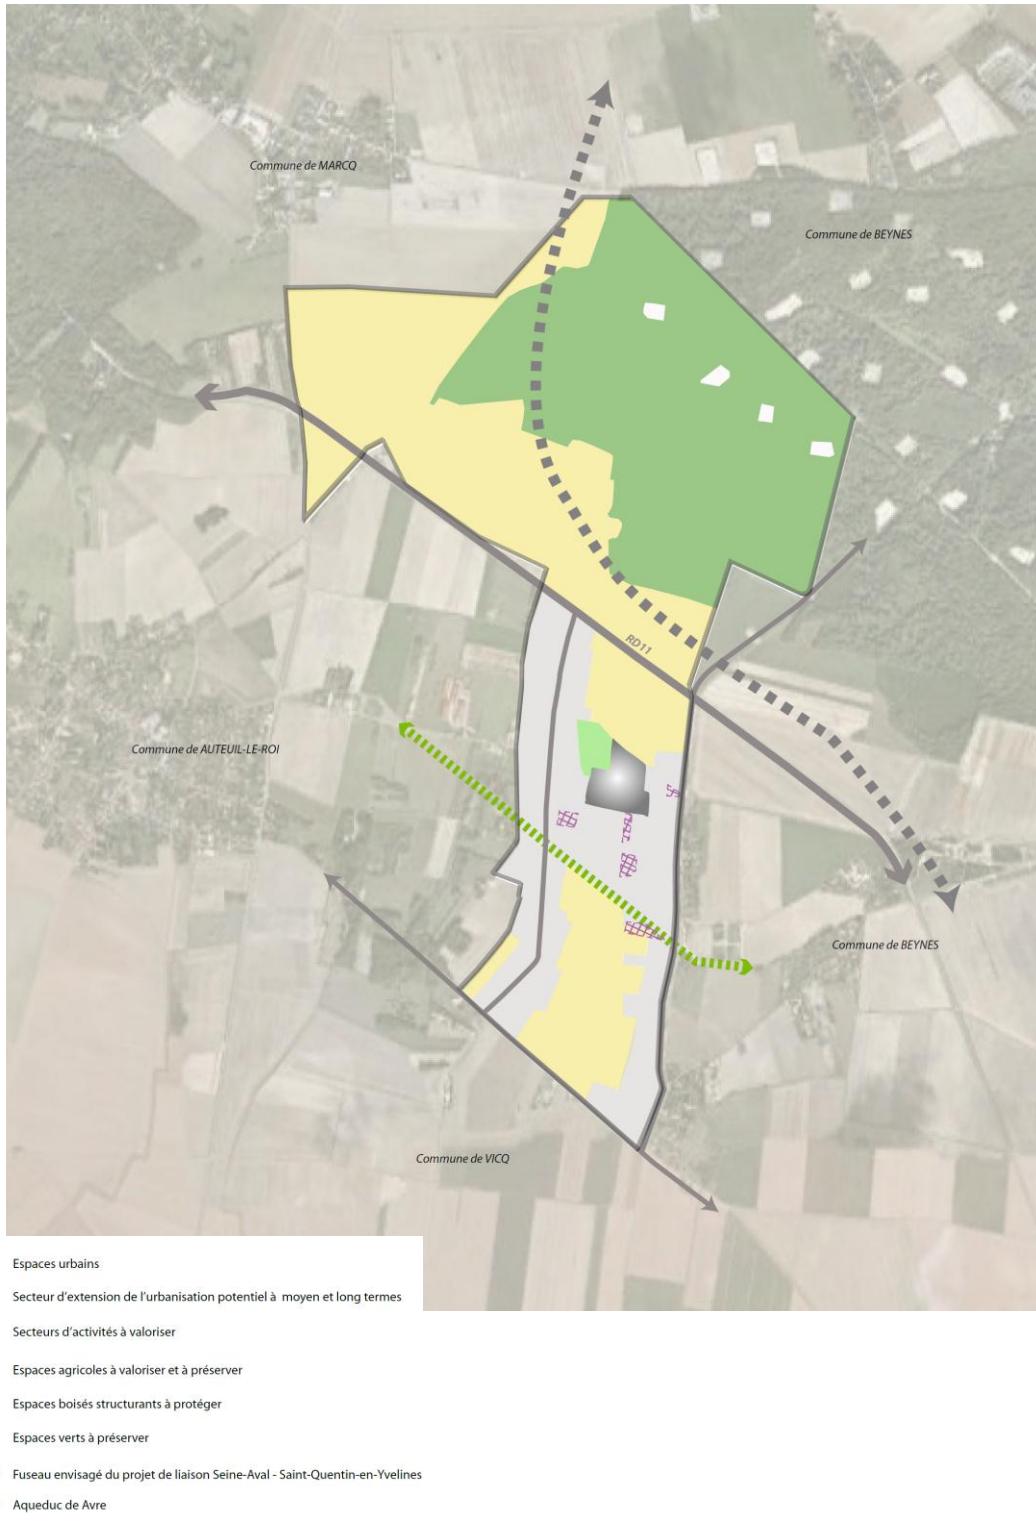 Commune de MARCQ
Commune de BEYNES
RD11
Commune de AUTEUIL-LE-ROI
Commune de BEYNES
Commune de VICQ
Espaces urbains
Secteur d'extension de l'urbanisation potentiel à moyen et long termes
Secteurs d'activités à valoriser
Espaces agricoles à valoriser et à préserver
Espaces boisés structurants à protéger
Espaces verts à préserver
Fuseau envisagé du projet de liaison Seine-Aval - Saint-Quentin-en-Yvelines
Aqueduc de Avre